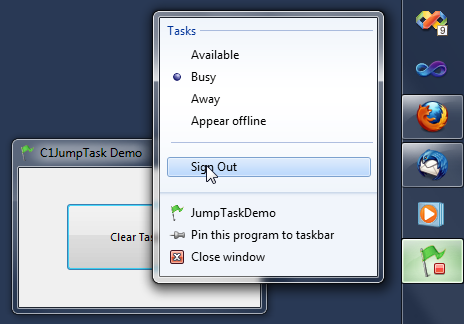 Tasks
Available
Busy
Away
Appear offline
Sign Out
JumpTaskDemo
Pin this program to taskbar
Close window
C1JumpTask Demo
Clear Tas
9